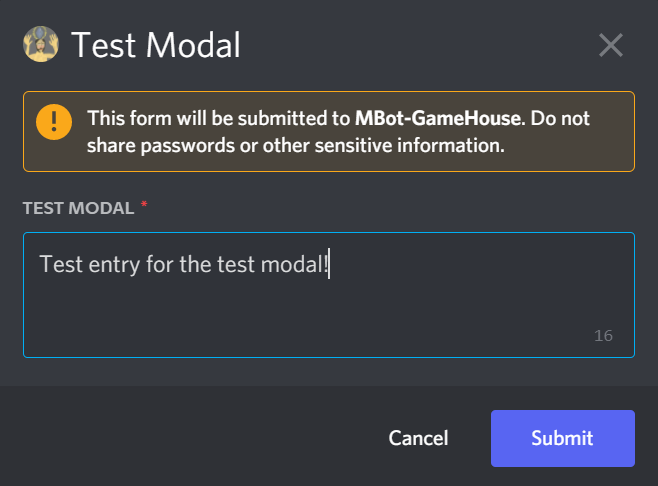 Test Modal
This form will be submitted to MBot-GameHouse. Do not
share passwords or other sensitive information.
TEST MODAL *
Test entry for the test modal!
16
Cancel Submit